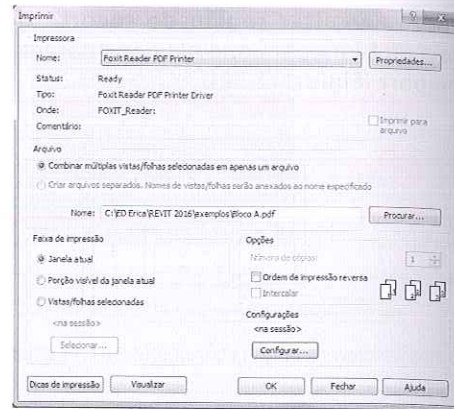 Imprimir
Impressora
Nome: Foxit Reader PDF Printer Propriedades...
Status: Ready
Tipo: Foxit Reader PDF Printer Driver
Onde: FOXIT_Reader:
Comentário: Imprimir para arquivo
Arquivo
Combinar múltiplas vistas/folhas selecionadas em apenas um arquivo
Criar arquivos separados. Nomes de vistas/folhas serão anexados ao nome especificado
Nome: C:\ED Erica\REVIT 2016\exemplos\Bloco A.pdf Procurar...
Faixa de impressão
Janela atual
Porção visível da janela atual
Vistas/folhas selecionadas
<na sessão>
Selecionar...
Opções
Número de cópias: 1
Ordem de impressão reversa
Intercalar
Configurações
<na sessão>
Configurar...
Dicas de impressão Visualizar OK Fechar Ajuda